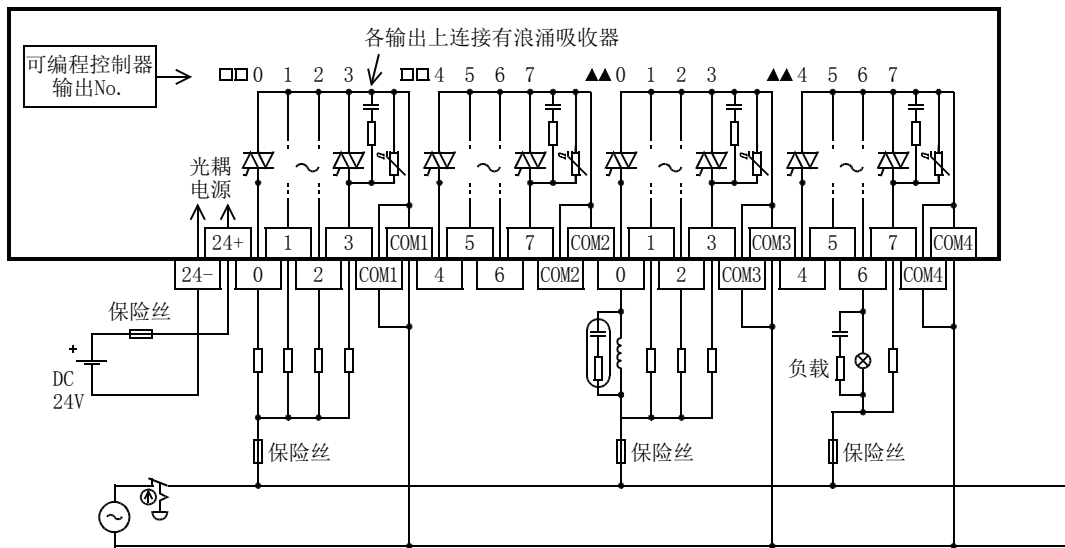 各输出上连接有浪涌吸收器
可编程控制器
输出No.
□□ 0 1 2 3 □□ 4 5 6 7 ▲▲ 0 1 2 3 ▲▲ 4 5 6 7
光耦
电源
24+ 1 3 COM1 5 7 COM2 1 3 COM3 5 7 COM4
24- 0 2 COM1 4 6 COM2 0 2 COM3 4 6 COM4
保险丝
+
DC
24V
负载
保险丝 保险丝 保险丝